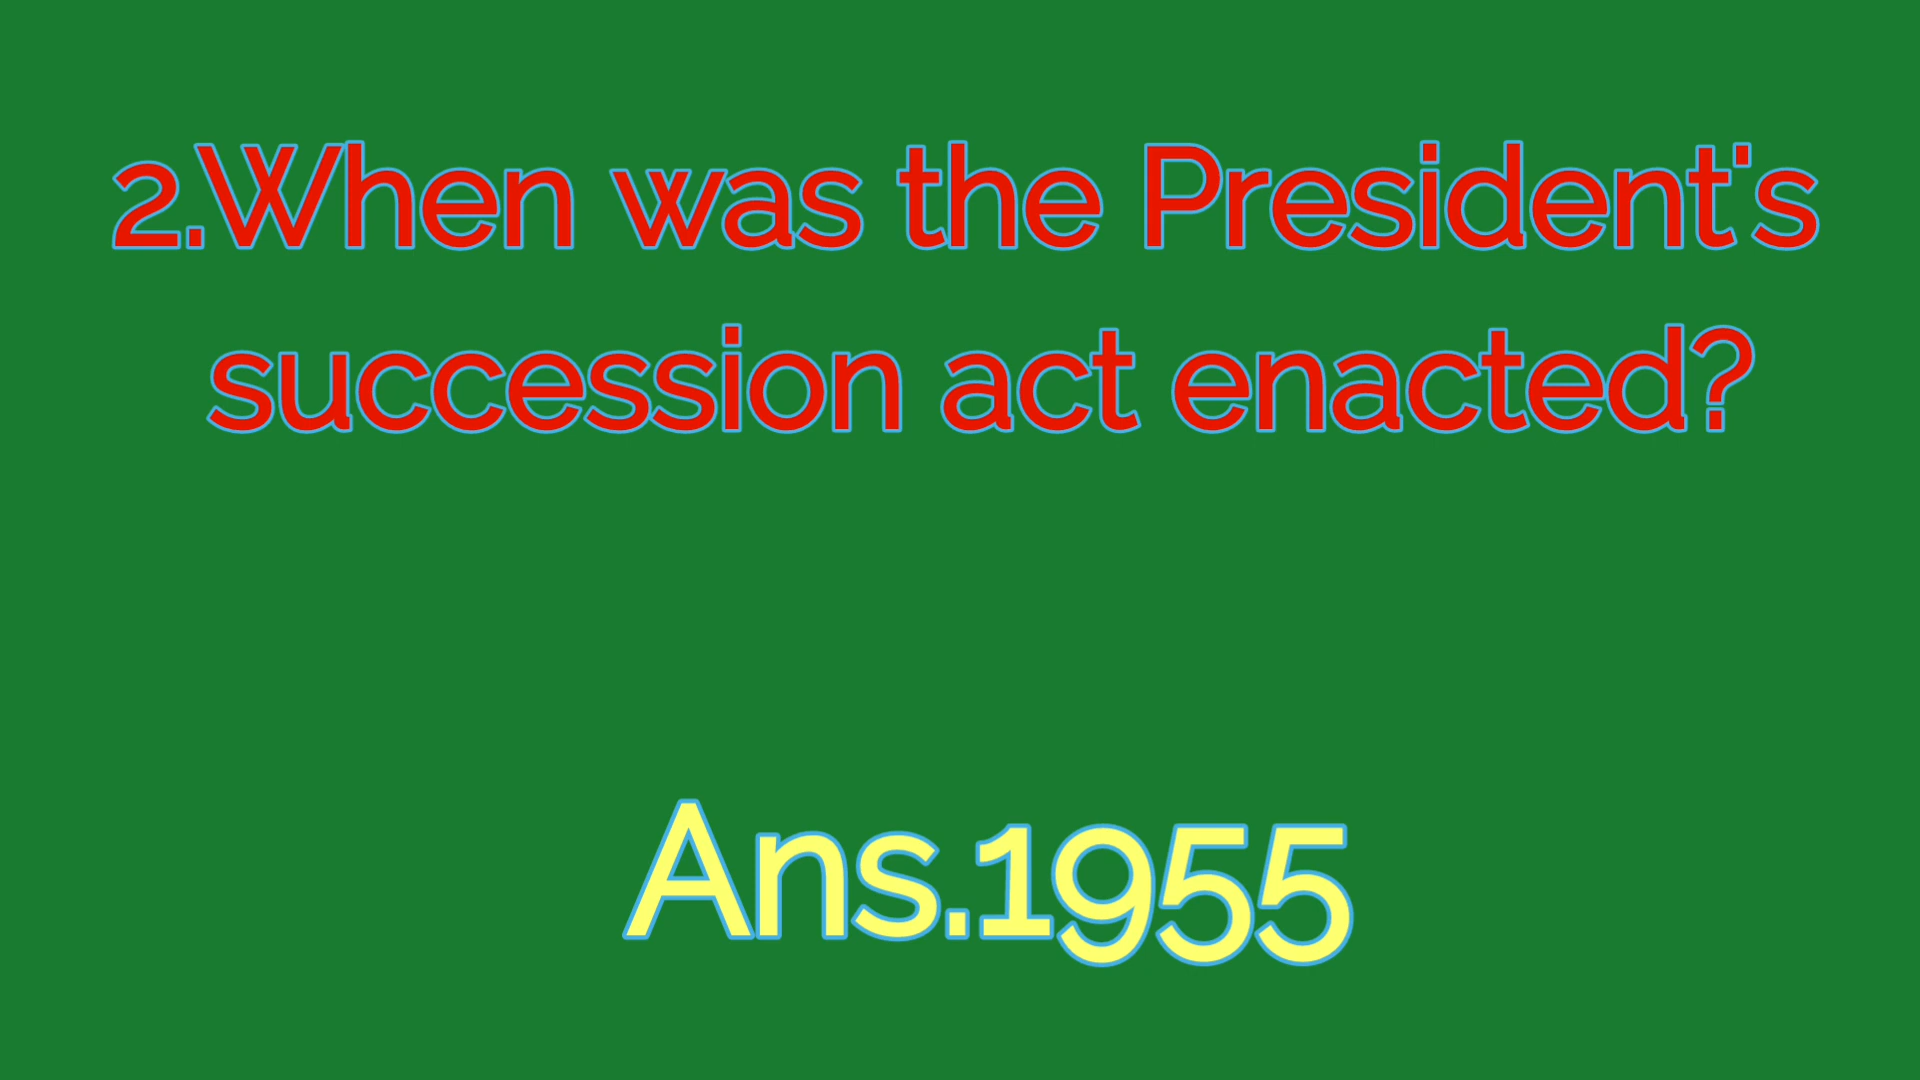 2.When was the President's
succession act enacted?
Ans.1955